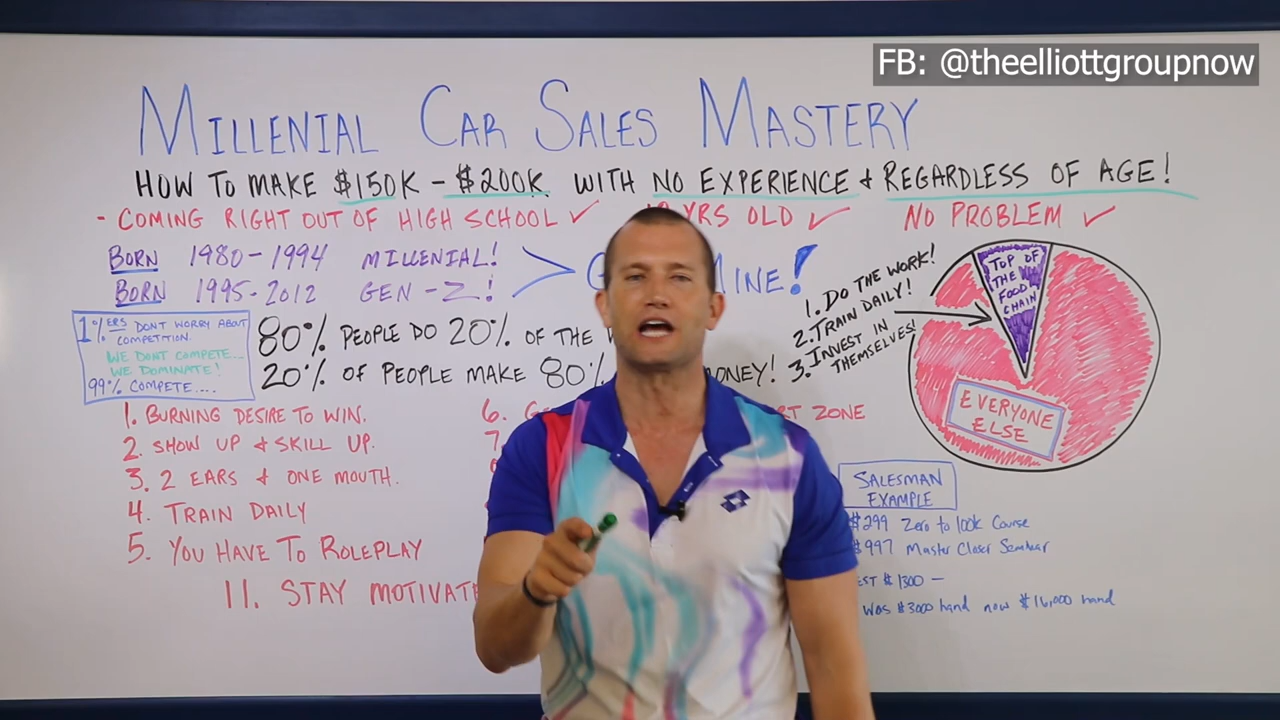 FB: @theelliottgroupnow
MILLENIAL CAR SALES MASTERY
HOW TO MAKE $150K - $200K WITH NO EXPERIENCE & REGARDLESS OF AGE!
- COMING RIGHT OUT OF HIGH SCHOOL ✓ YRS OLD ✓ NO PROBLEM ✓
BORN 1980-1994 MILLENIAL!
BORN 1995-2012 GEN-Z!
MINE!
1%ERS DONT WORRY ABOUT
COMPETITION.
WE DONT COMPETE...
WE DOMINATE!
99% COMPETE....
80% PEOPLE DO 20% OF THE
20% OF PEOPLE MAKE 80%
1. DO THE WORK!
2. TRAIN DAILY!
3. INVEST IN
THEMSELVES!
TOP OF
THE
FOOD
CHAIN
EVERYONE
ELSE
1. BURNING DESIRE TO WIN.
2. SHOW UP & SKILL UP.
3. 2 EARS & ONE MOUTH.
4. TRAIN DAILY
5. YOU HAVE TO ROLEPLAY
6. ZONE
7.
11. STAY
SALESMAN
EXAMPLE
$299 Zero to 100k Course
$997 Master Closer Seminar
$1300 -
WAS $3000 hand now $16,000 hand